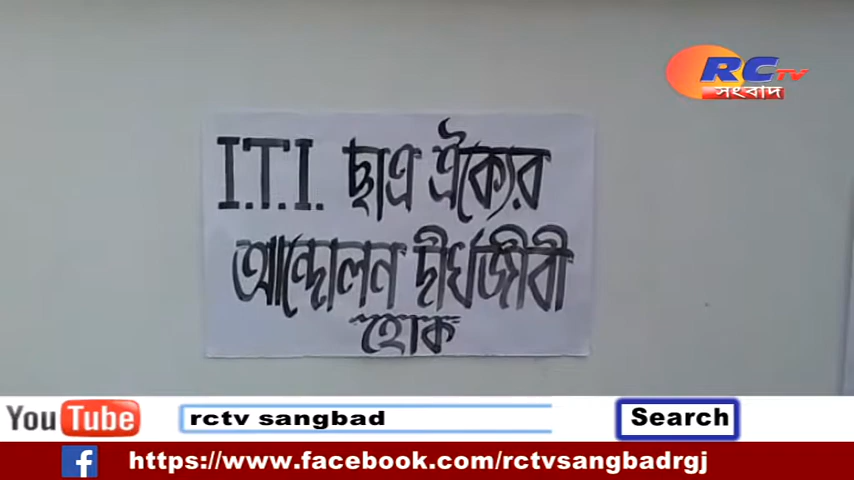 RC TV
সংবাদ
I.T.I. ছাত্র ঐক্যের
আন্দোলন দীর্ঘজীবী
হোক
YouTube
rctv sangbad
Search
f
https://www.facebook.com/rctvsangbadrgj